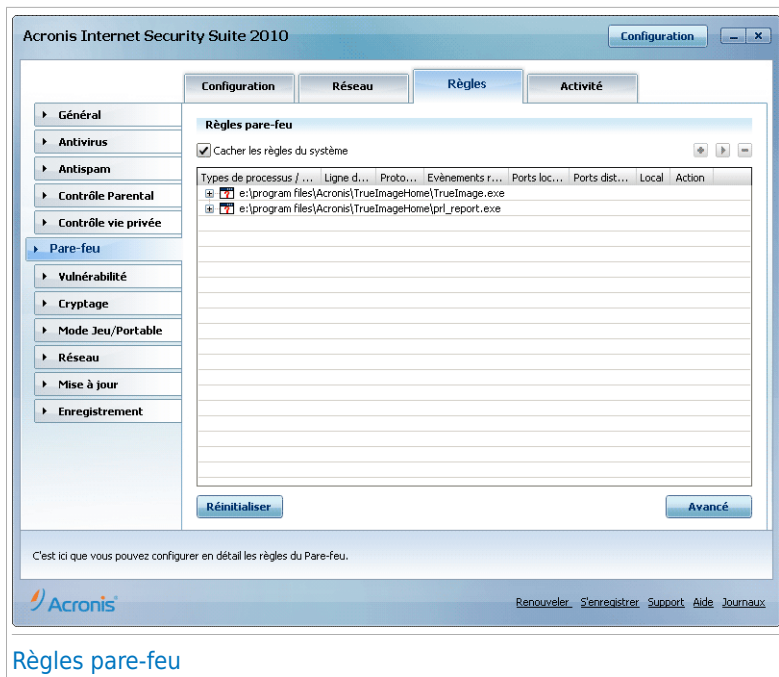 Acronis Internet Security Suite 2010
Configuration
Configuration
Réseau
Règles
Activité
Général
Antivirus
Antispam
Contrôle Parental
Contrôle vie privée
Pare-feu
Vulnérabilité
Cryptage
Mode Jeu/Portable
Réseau
Mise à jour
Enregistrement
Règles pare-feu
Cacher les règles du système
Types de processus / ... Ligne d... Proto... Evènements r... Ports loc... Ports dist... Local Action
e:\program files\Acronis\TrueImageHome\TrueImage.exe
e:\program files\Acronis\TrueImageHome\prl_report.exe
Réinitialiser
Avancé
C'est ici que vous pouvez configurer en détail les règles du Pare-feu.
Acronis
Renouveler S'enregistrer Support Aide Journaux
Règles pare-feu